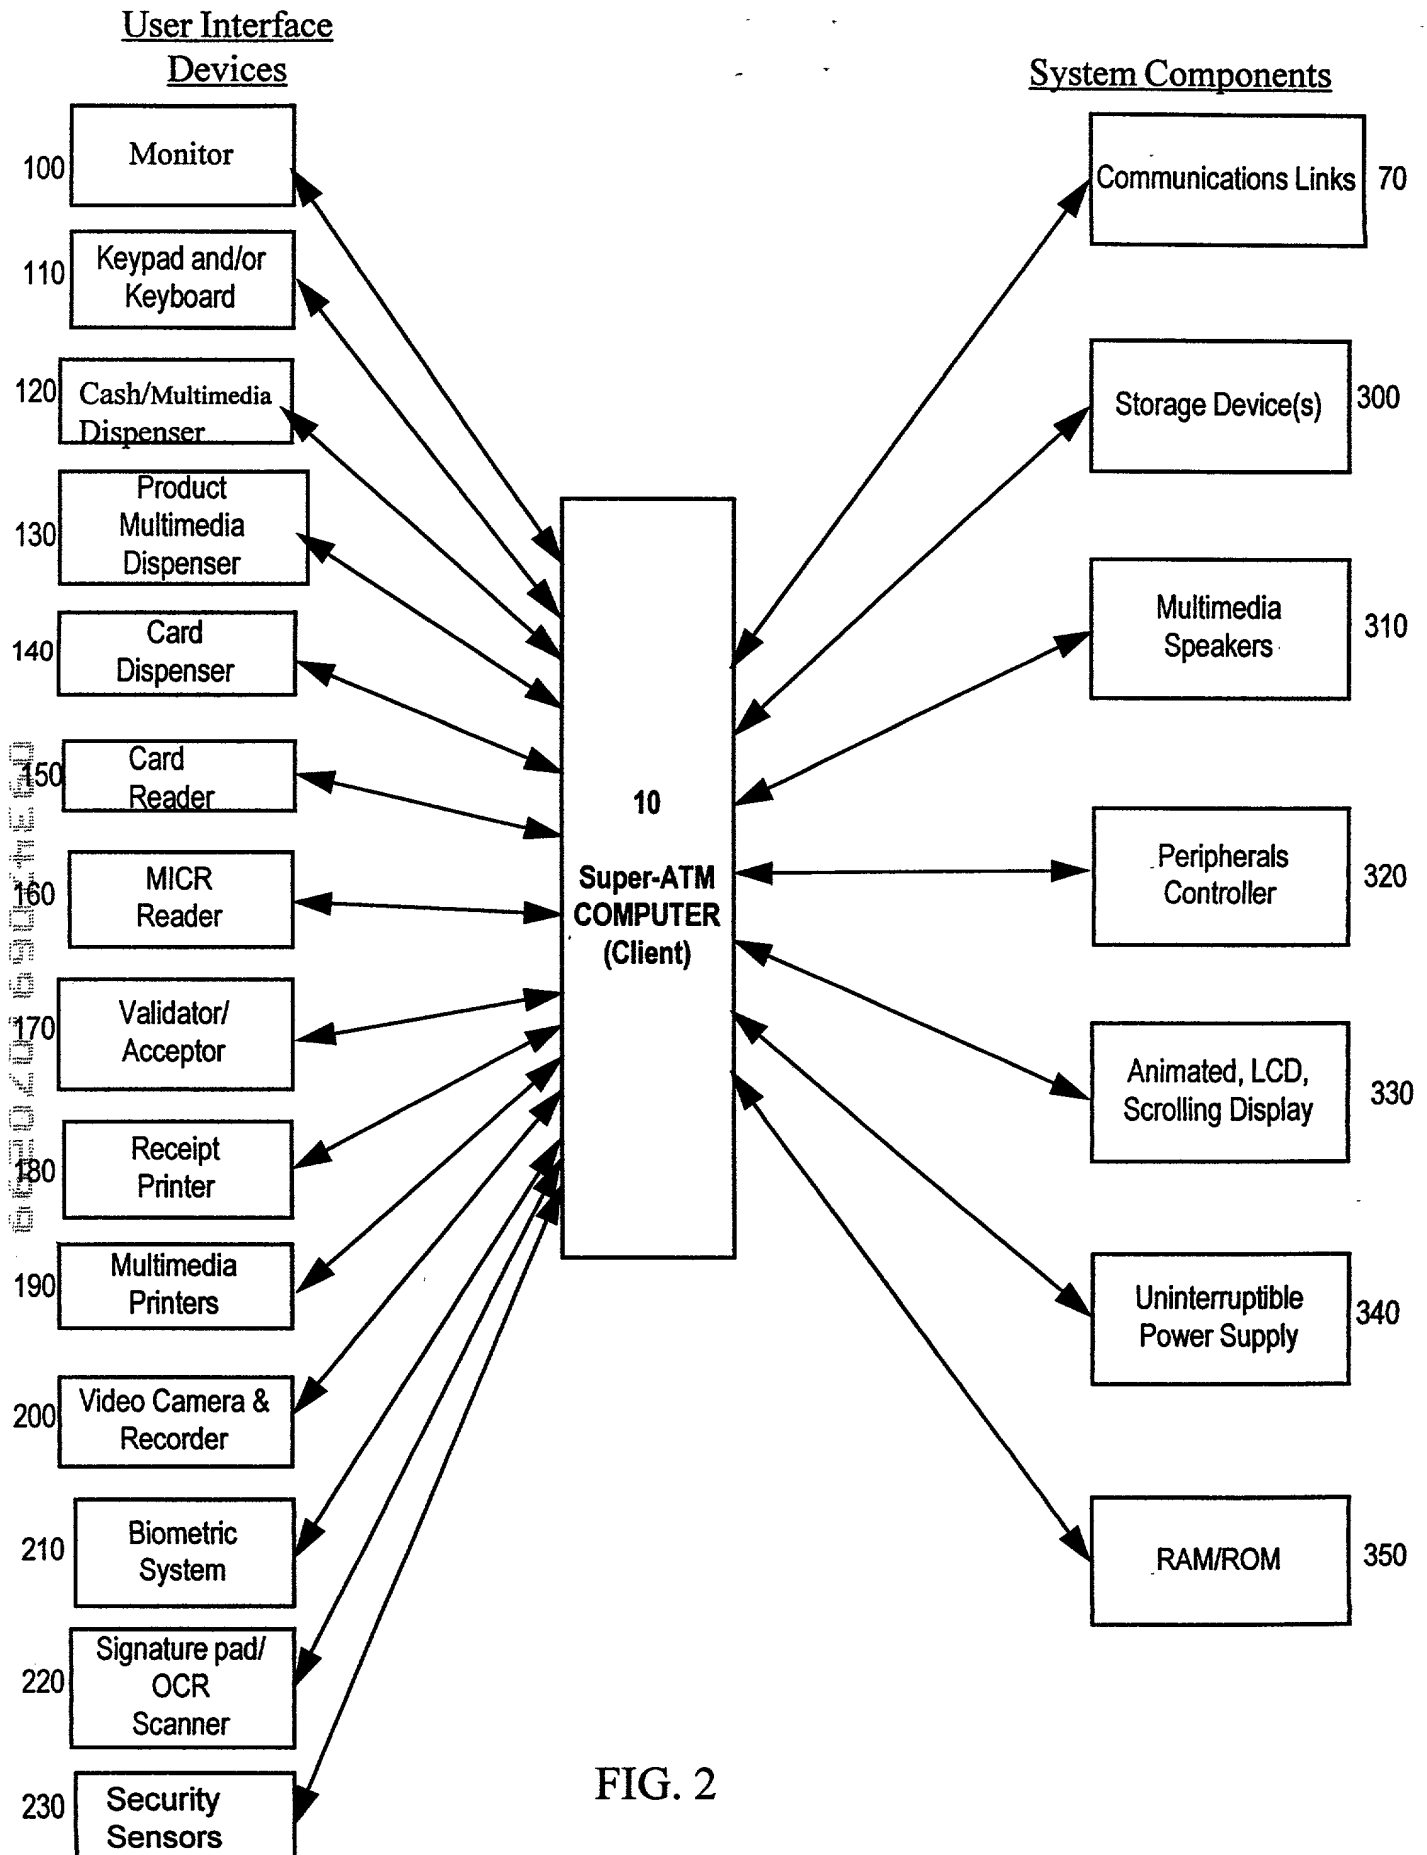 User Interface
Devices
100
Monitor
110
Keypad and/or
Keyboard
120
Cash/Multimedia
Dispenser
130
Product
Multimedia
Dispenser
140
Card
Dispenser
150
Card
Reader
160
MICR
Reader
170
Validator/
Acceptor
180
Receipt
Printer
190
Multimedia
Printers
200
Video Camera &
Recorder
210
Biometric
System
220
Signature pad/
OCR
Scanner
230
Security
Sensors
10
Super-ATM
COMPUTER
(Client)
System Components
Communications Links
70
Storage Device(s)
300
Multimedia
Speakers
310
Peripherals
Controller
320
Animated, LCD,
Scrolling Display
330
Uninterruptible
Power Supply
340
RAM/ROM
350
FIG. 2